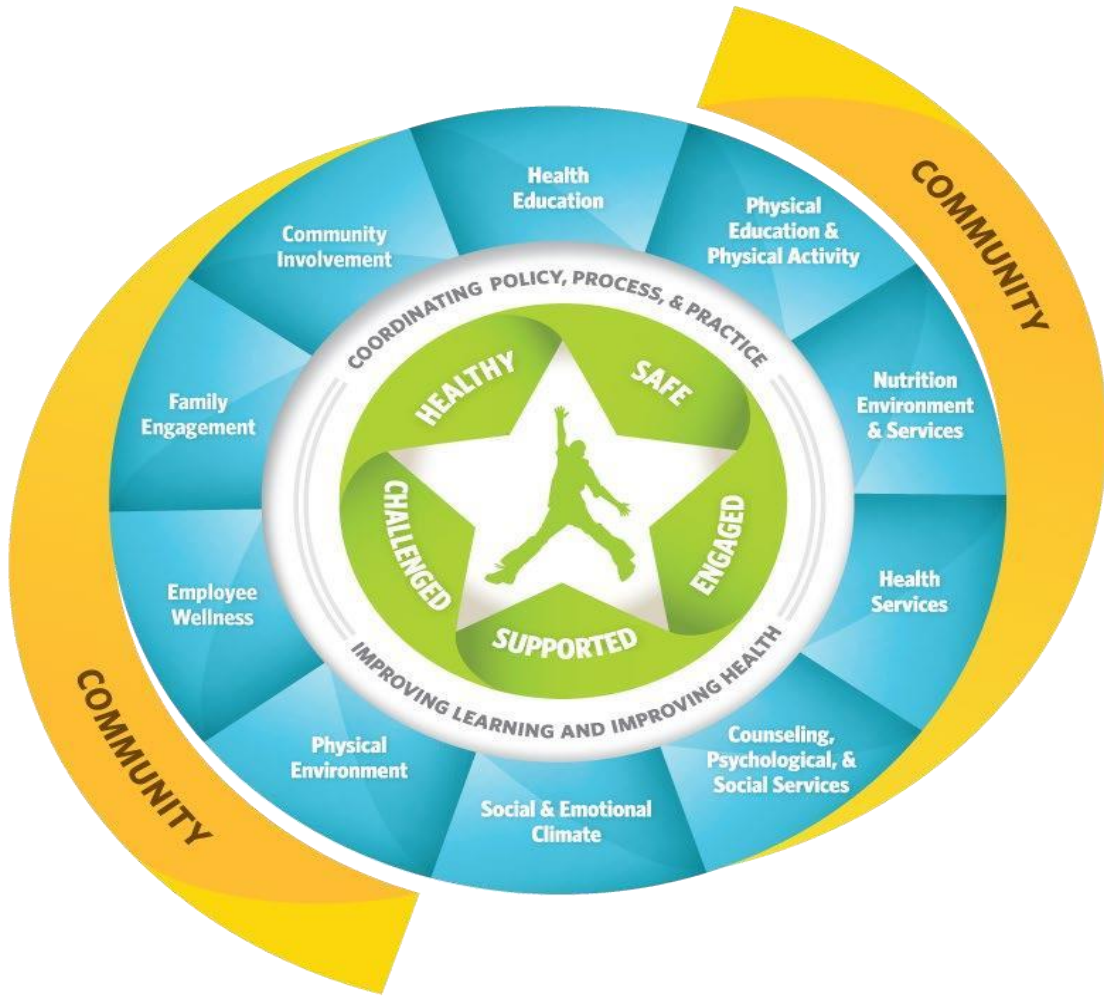 COMMUNITY
Health
Education
Physical
Education &
Physical Activity
Nutrition
Environment
& Services
Health
Services
Counseling,
Psychological, &
Social Services
Social & Emotional
Climate
Physical
Environment
Employee
Wellness
Family
Engagement
Community
Involvement
COORDINATING POLICY, PROCESS, & PRACTICE
IMPROVING LEARNING AND IMPROVING HEALTH
HEALTHY
SAFE
ENGAGED
SUPPORTED
CHALLENGED
COMMUNITY